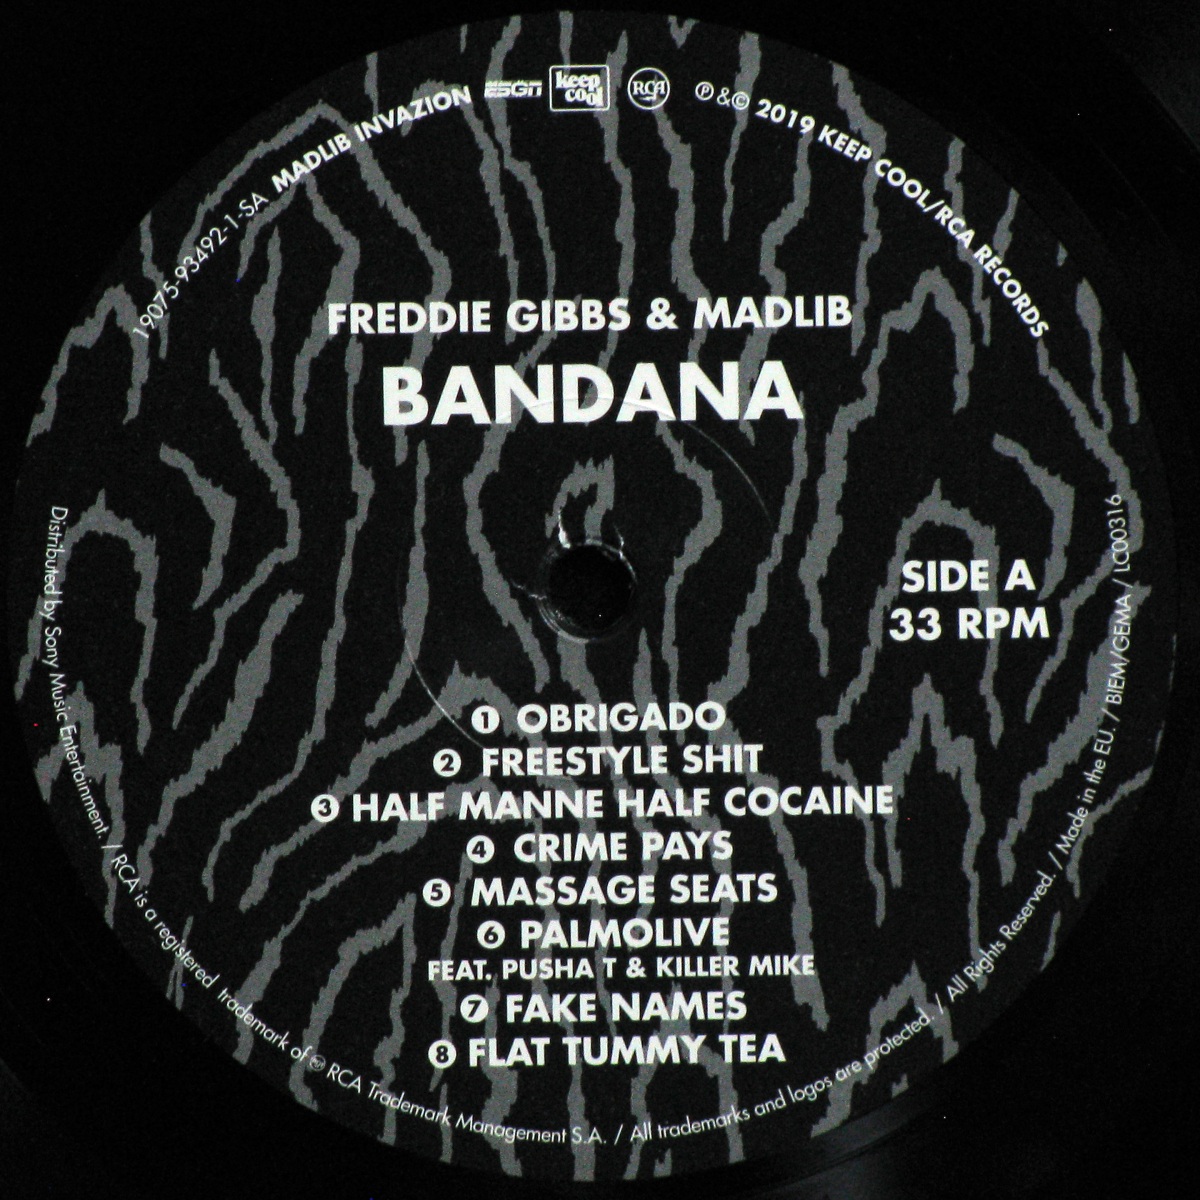 19075-93492-1-SA MADLIB INVAZION ESGN keep cool RCA ℗ & © 2019 KEEP COOL/RCA RECORDS
FREDDIE GIBBS & MADLIB
BANDANA
SIDE A
33 RPM
1 OBRIGADO
2 FREESTYLE SHIT
3 HALF MANNE HALF COCAINE
4 CRIME PAYS
5 MASSAGE SEATS
6 PALMOLIVE
FEAT. PUSHA T & KILLER MIKE
7 FAKE NAMES
8 FLAT TUMMY TEA
Distributed by Sony Music Entertainment. / RCA is a registered trademark of RCA Trademark Management S.A. / All trademarks and logos are protected. / All Rights Reserved. / Made in the EU. / BIEM/GEMA / LC00316